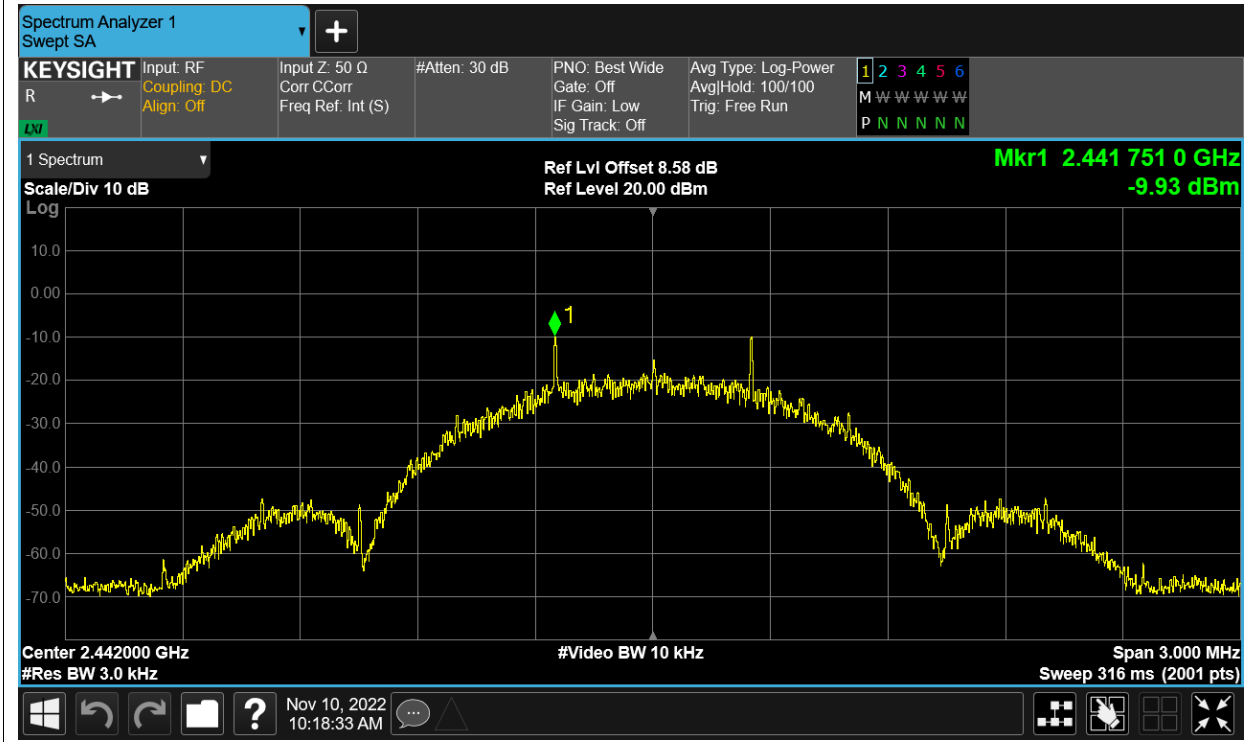 Spectrum Analyzer 1
Swept SA
+
KEYSIGHT
R
LXI
Input: RF
Coupling: DC
Align: Off
Input Z: 50 Ω
Corr CCorr
Freq Ref: Int (S)
#Atten: 30 dB
PNO: Best Wide
Gate: Off
IF Gain: Low
Sig Track: Off
Avg Type: Log-Power
Avg|Hold: 100/100
Trig: Free Run
1 2 3 4 5 6
M W W W W W
P N N N N N
1 Spectrum
Scale/Div 10 dB
Log
Ref Lvl Offset 8.58 dB
Ref Level 20.00 dBm
Mkr1 2.441 751 0 GHz
-9.93 dBm
10.0
0.00
-10.0
-20.0
-30.0
-40.0
-50.0
-60.0
-70.0
1
Center 2.442000 GHz
#Res BW 3.0 kHz
#Video BW 10 kHz
Span 3.000 MHz
Sweep 316 ms (2001 pts)
?
Nov 10, 2022
10:18:33 AM